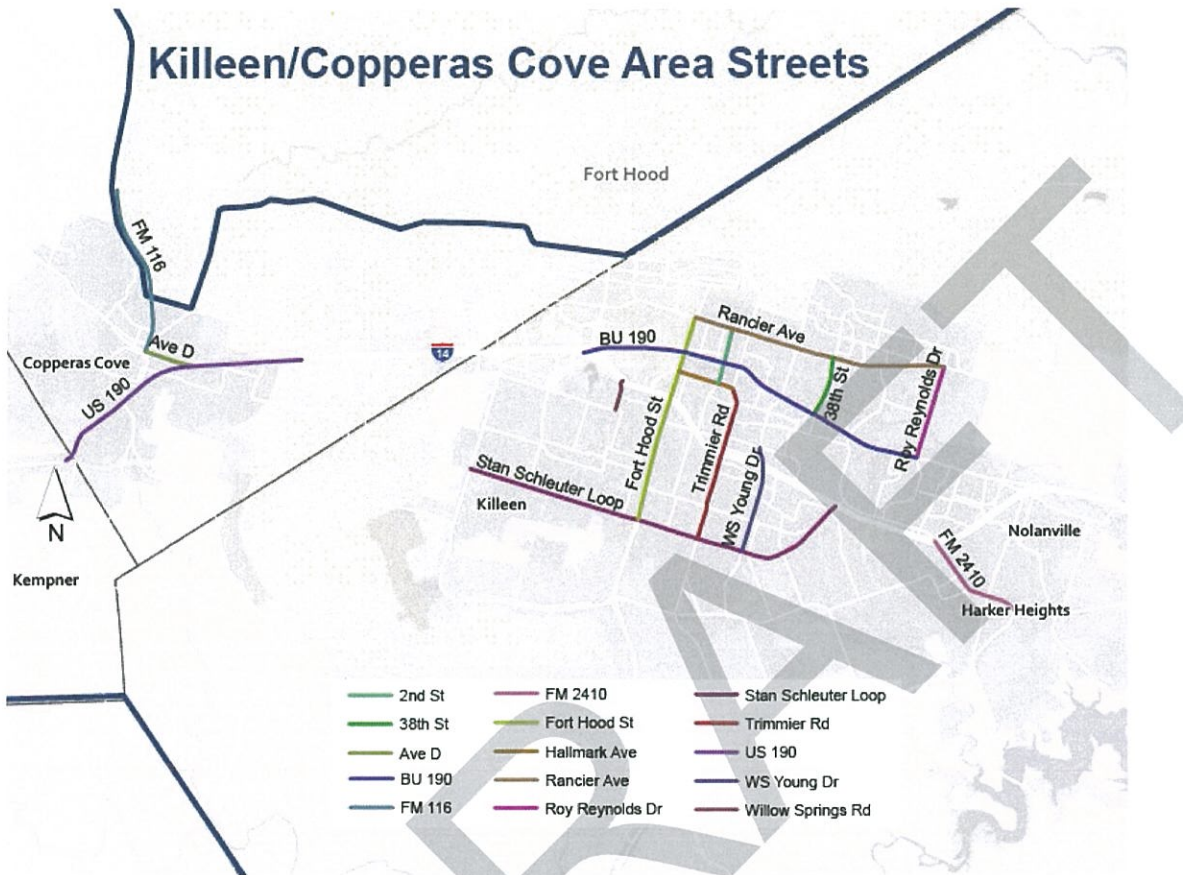 Killeen/Copperas Cove Area Streets
Fort Hood
FM 116
Rancier Ave
BU 190
14
Ave D
Copperas Cove
38th St
Roy Reynolds Dr
US 190
Fort Hood St
Trimmier Rd
WS Young Dr
Stan Schleuter Loop
Killeen
N
Nolanville
FM 2410
Kempner
Harker Heights
2nd St
38th St
Ave D
BU 190
FM 116
FM 2410
Fort Hood St
Hallmark Ave
Rancier Ave
Roy Reynolds Dr
Stan Schleuter Loop
Trimmier Rd
US 190
WS Young Dr
Willow Springs Rd
RAFT